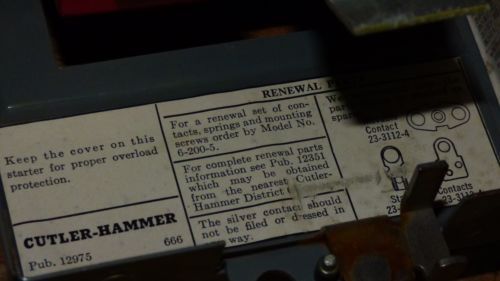 Keep the cover on this
starter for proper overload
protection.
CUTLER-HAMMER
Pub. 12975 666
RENEWAL
For a renewal set of con-
tacts, springs and mounting
screws order by Model No.
6-200-5.
For complete renewal parts
information see Pub. 12351
which may be obtained
from the nearest Cutler-
Hammer District
The silver contact should
not be filed or dressed in
way.
Contact
23-3112-4
Contacts